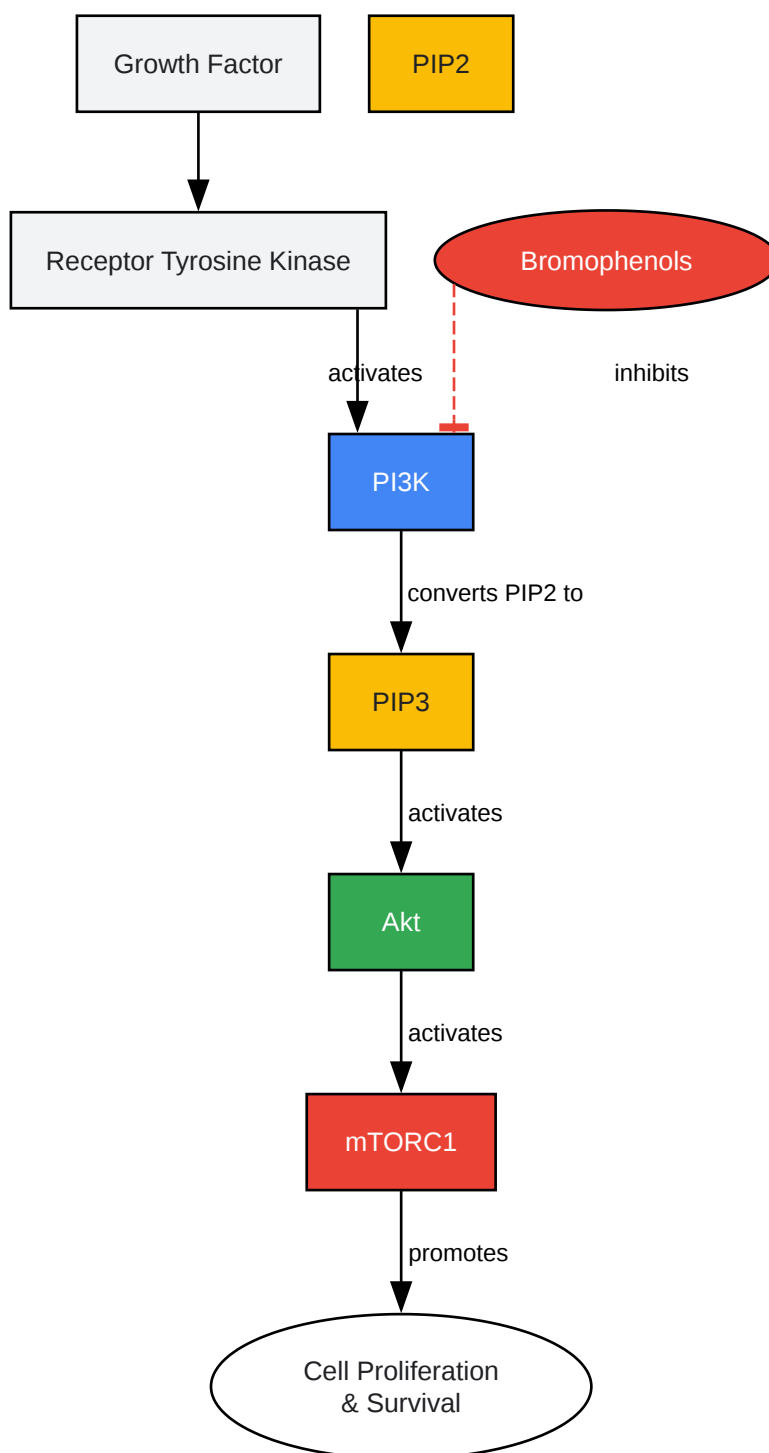 Growth Factor
PIP2
Receptor Tyrosine Kinase
Bromophenols
activates
inhibits
PI3K
converts PIP2 to
PIP3
activates
Akt
activates
mTORC1
promotes
Cell Proliferation
& Survival